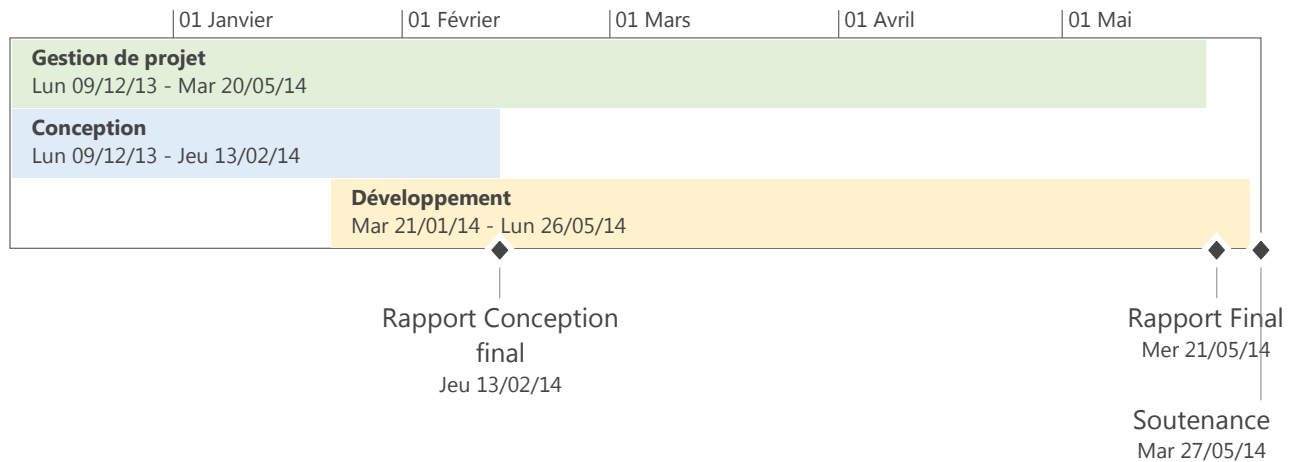 01 Janvier
01 Février
01 Mars
01 Avril
01 Mai
Gestion de projet
Lun 09/12/13 - Mar 20/05/14
Conception
Lun 09/12/13 - Jeu 13/02/14
Développement
Mar 21/01/14 - Lun 26/05/14
Rapport Conception
final
Jeu 13/02/14
Rapport Final
Mer 21/05/14
Soutenance
Mar 27/05/14